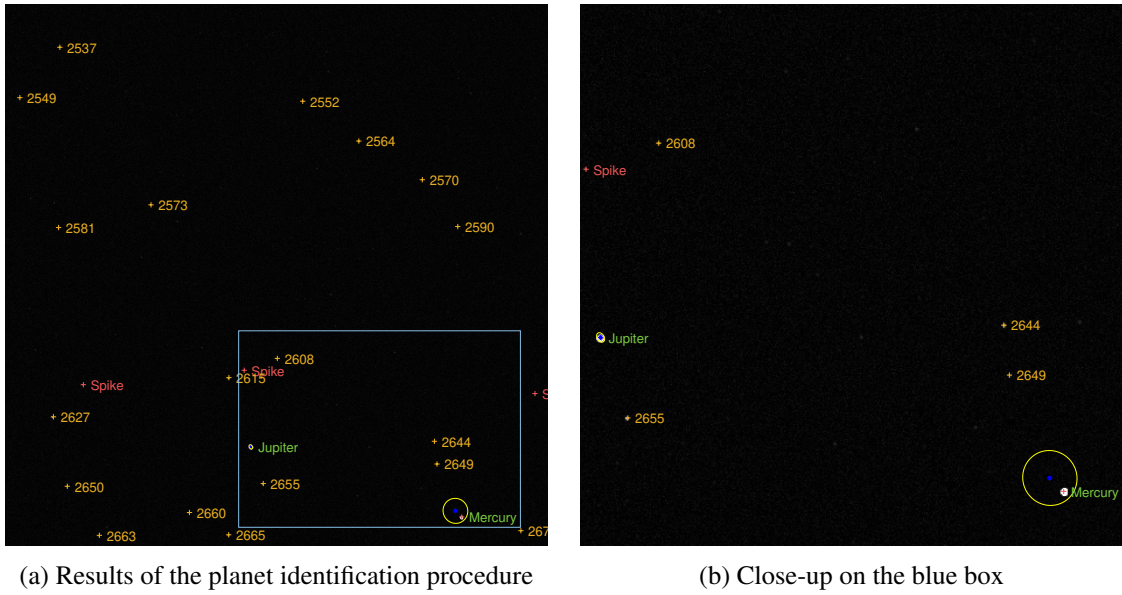 2537
2549
2552
2564
2570
2573
2581
2590
2608
Spike
2615
Spike
S
2627
2644
Jupiter
2649
2655
2650
2660
Mercury
2663
2665
267
(a) Results of the planet identification procedure
2608
Spike
2644
Jupiter
2649
2655
Mercury
(b) Close-up on the blue box